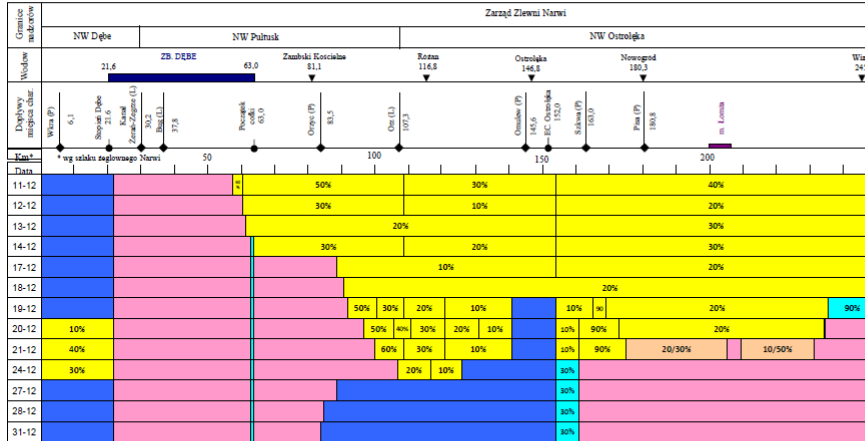 Granice nadzorów
Zarząd Zlewni Narwi
NW Dębe
NW Pułtusk
NW Ostrołęka
Wodow
21,6
ZB. DĘBE
63,0
Zambski Kościelne
81,1
Rożan
116,8
Ostrołęka
146,8
Nowogród
180,3
Dopływy miejsca char.
Wkra (P)
6,1
Stopień Dębe
21.6
Kanał Żerań-Zegrze (L)
30,2
Bug (L)
37,8
Początek cofki
63,0
Orzyc (P)
83,5
Orz (L)
107,3
Omulew (P)
145,6
EC. Ostrołęka
152,0
Szkwa (P)
163,0
Pisa (P)
180,8
m. Łomża
Km*
* wg szlaku żeglownego Narwi
50
100
150
200
Data
11-12
50%
30%
40%
12-12
30%
10%
20%
13-12
20%
30%
14-12
30%
20%
30%
17-12
10%
20%
18-12
20%
19-12
50%
30%
20%
10%
10%
90
20%
90%
20-12
10%
50%
40%
30%
20%
10%
10%
90%
20%
21-12
40%
60%
30%
10%
10%
90%
20/30%
10/50%
24-12
30%
20%
10%
30%
27-12
30%
28-12
30%
31-12
30%